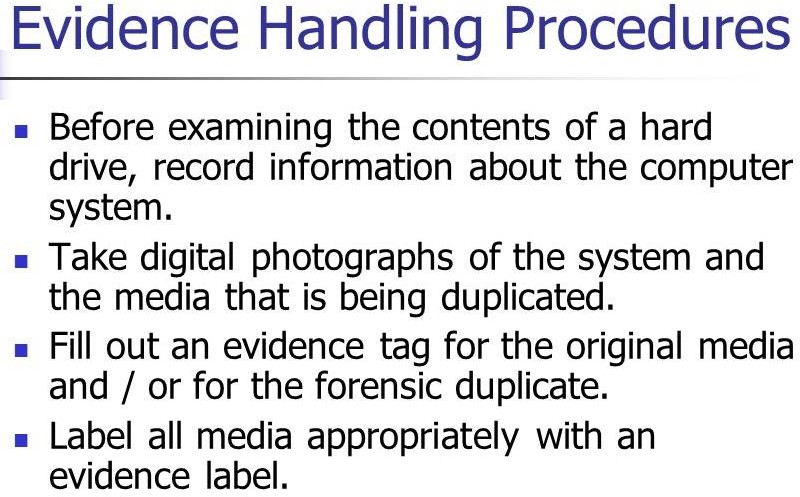 Evidence Handling Procedures
Before examining the contents of a hard
drive, record information about the computer
system.
Take digital photographs of the system and
the media that is being duplicated.
Fill out an evidence tag for the original media
and / or for the forensic duplicate.
Label all media appropriately with an
evidence label.